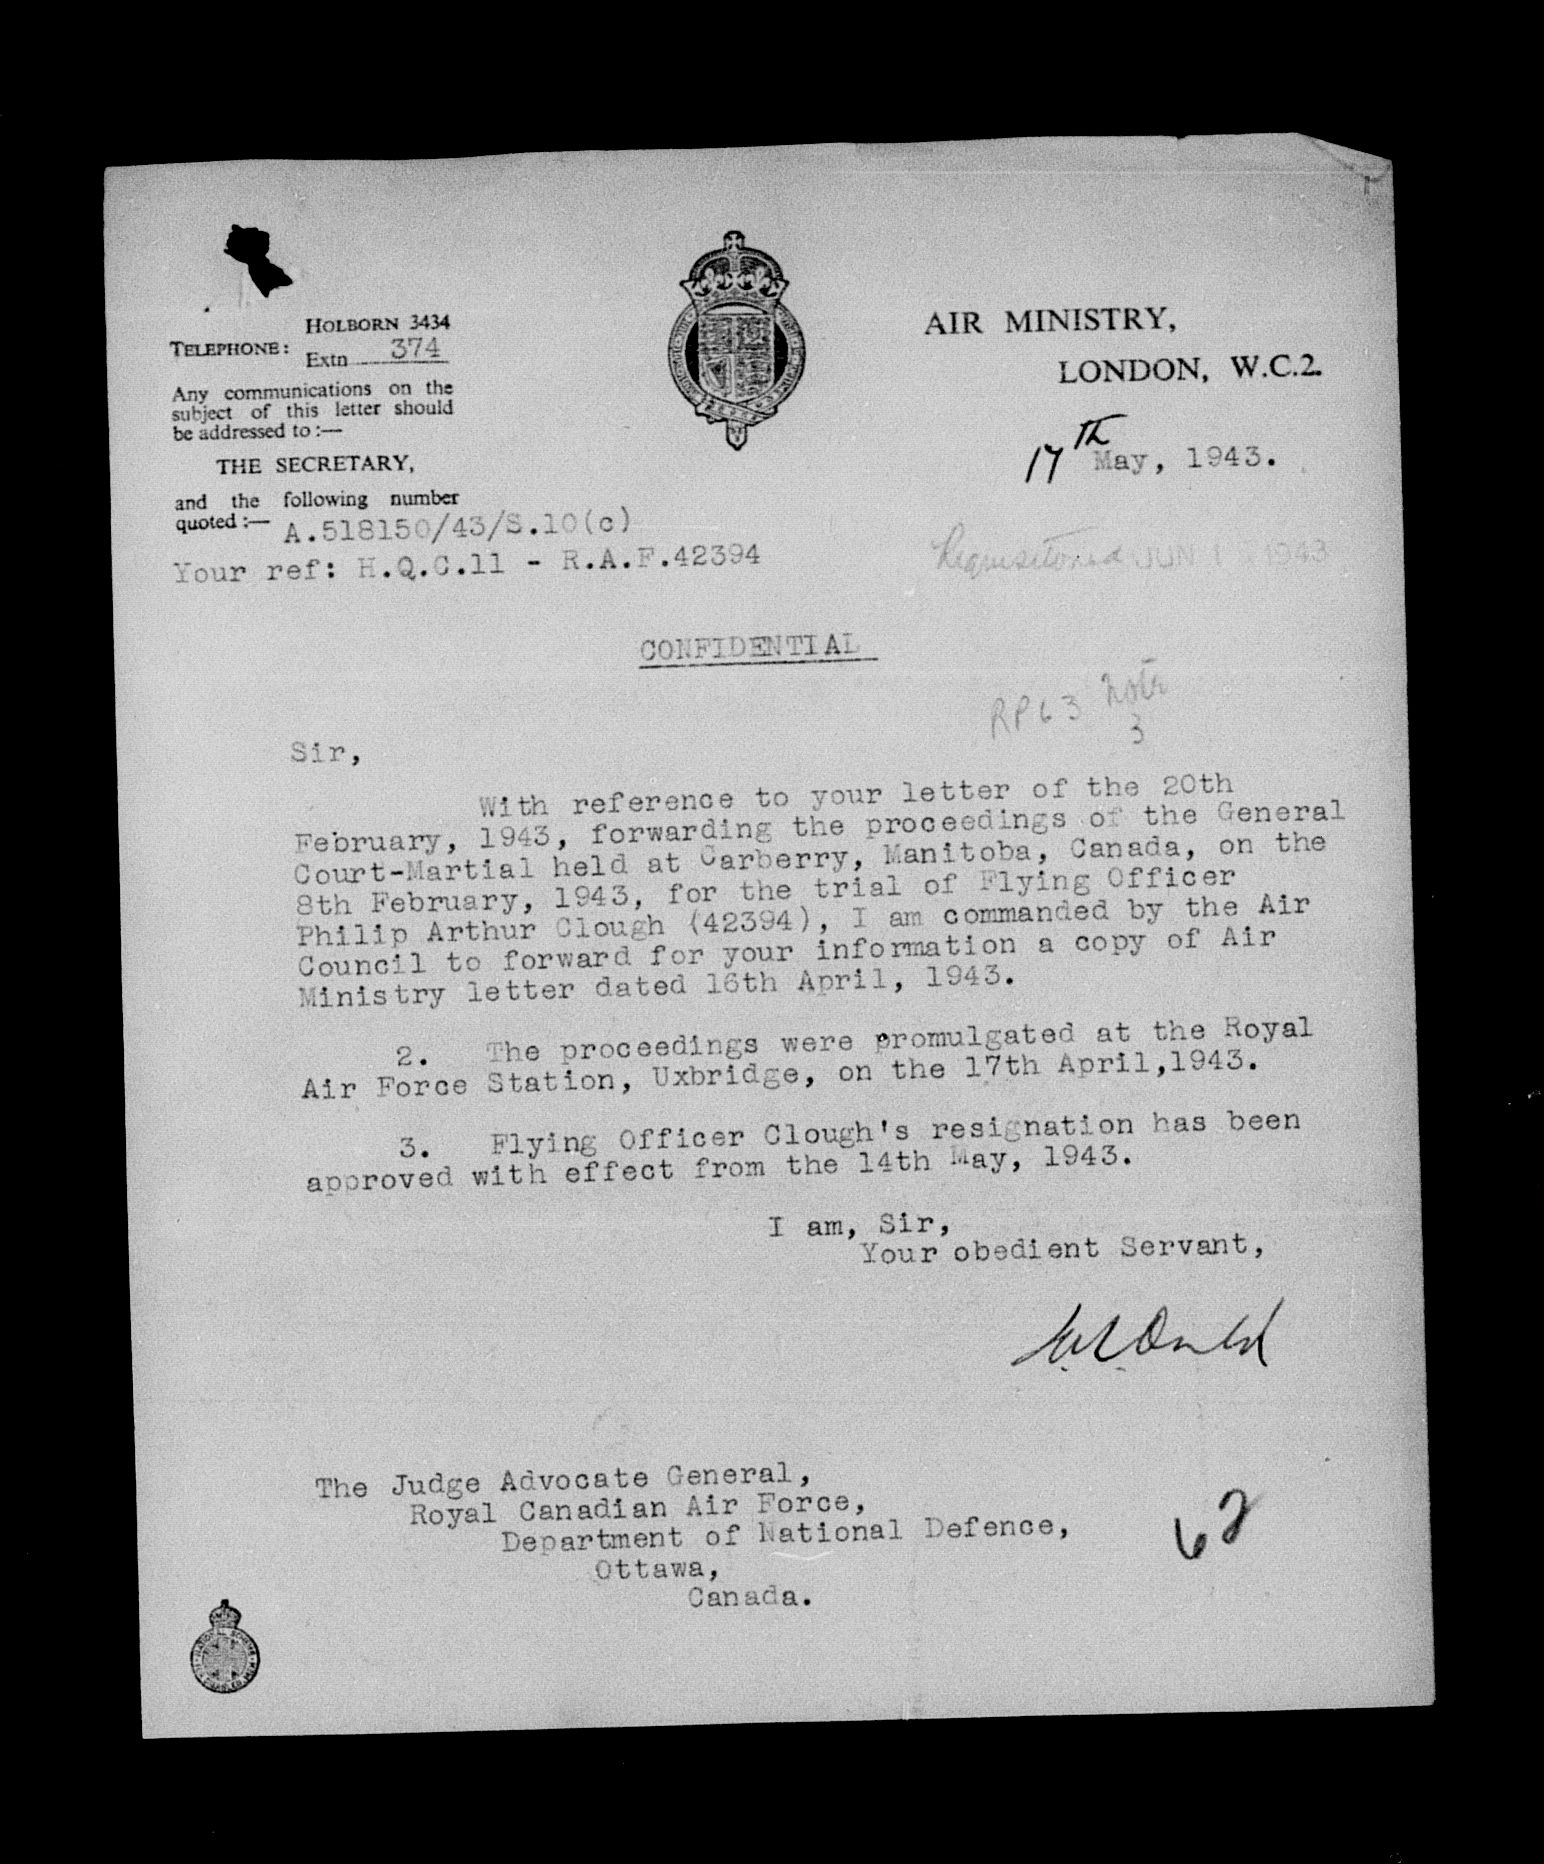 HOLBORN 3434
TELEPHONE:
Extn 374
Any communications on the
subject of this letter should
be addressed to :—
THE SECRETARY,
and the following number
quoted :— A.518150/43/S.10(c)
Your ref: H.Q.C.11 - R.A.F.42394
AIR MINISTRY,
LONDON, W.C.2.
17th May, 1943.
Requisitioned JUN 1 1943
CONFIDENTIAL
note
3
Sir,
With reference to your letter of the 20th
February, 1943, forwarding the proceedings of the General
Court-Martial held at Carberry, Manitoba, Canada, on the
8th February, 1943, for the trial of Flying Officer
Philip Arthur Clough (42394), I am commanded by the Air
Council to forward for your information a copy of Air
Ministry letter dated 16th April, 1943.
2. The proceedings were promulgated at the Royal
Air Force Station, Uxbridge, on the 17th April,1943.
3. Flying Officer Clough's resignation has been
approved with effect from the 14th May, 1943.
I am, Sir,
Your obedient Servant,
The Judge Advocate General,
Royal Canadian Air Force,
Department of National Defence,
Ottawa,
Canada.
62